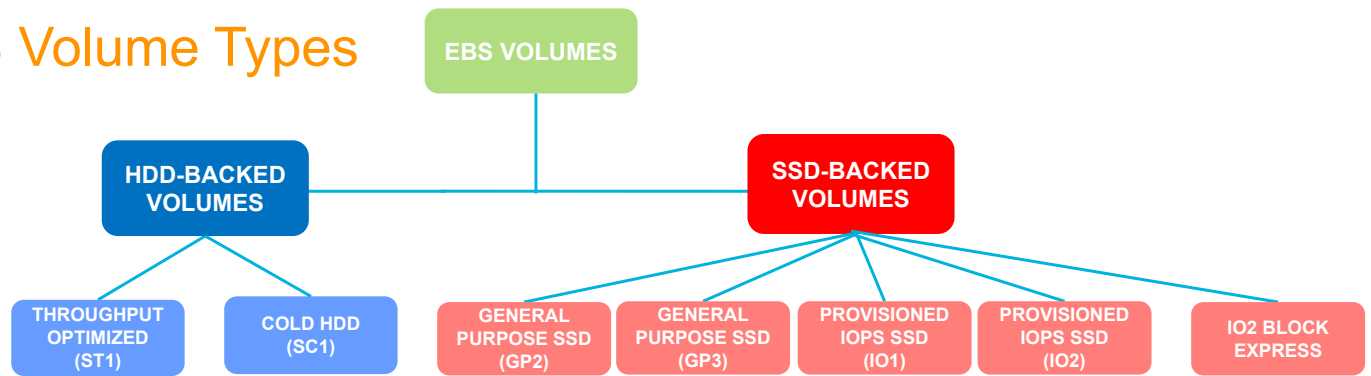 Volume Types
EBS VOLUMES
HDD-BACKED
VOLUMES
SSD-BACKED
VOLUMES
THROUGHPUT
OPTIMIZED
(ST1)
COLD HDD
(SC1)
GENERAL
PURPOSE SSD
(GP2)
GENERAL
PURPOSE SSD
(GP3)
PROVISIONED
IOPS SSD
(IO1)
PROVISIONED
IOPS SSD
(IO2)
IO2 BLOCK
EXPRESS